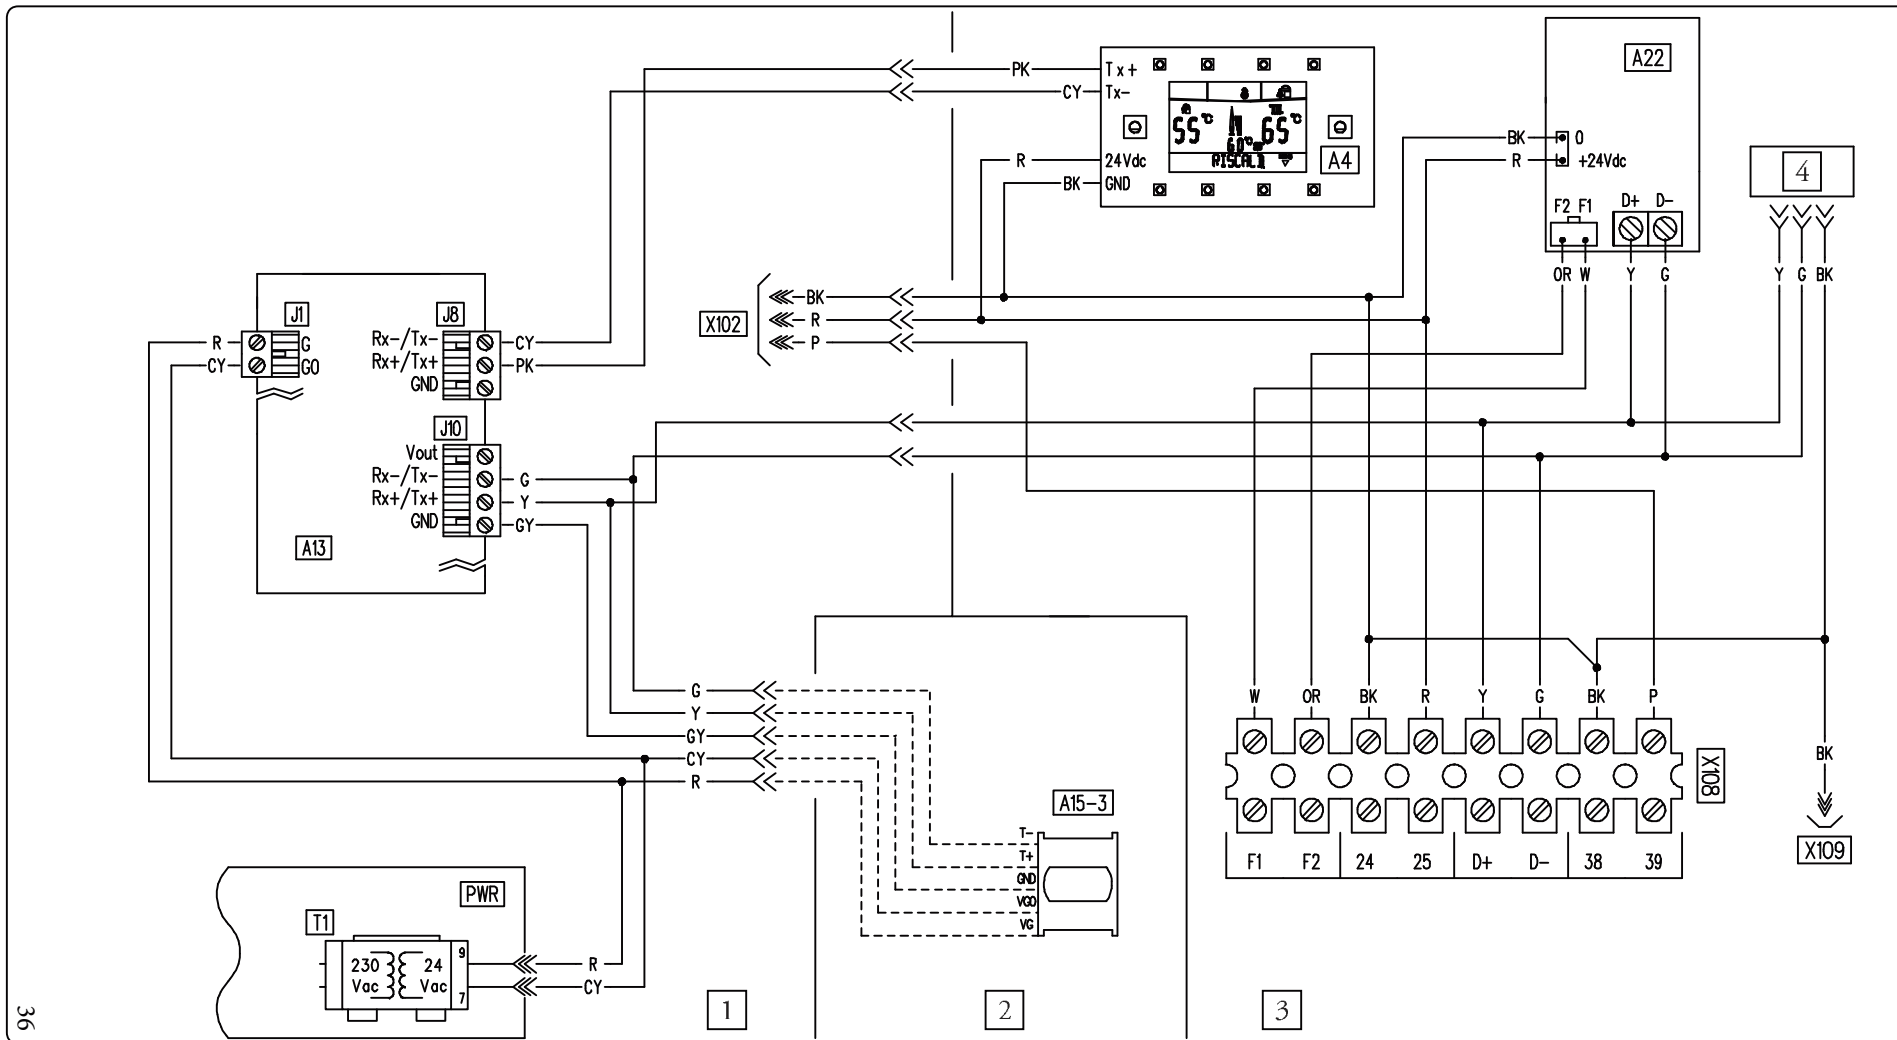 A22
PK Tx+
CY Tx-
55 °C 65 °C
60 °C
R 24Vdc
BK GND
A4
BK 0
R +24Vdc
4
F2 F1 D+ D-
OR W Y G
Y G BK
X102
BK
R
P
J1
R G
CY G0
J8
Rx-/Tx- CY
Rx+/Tx+ PK
GND
J10
Vout
Rx-/Tx- G
Rx+/Tx+ Y
GND GY
A13
G
Y
GY
CY
R
W OR BK R Y G BK P
X108
BK
X109
F1 F2 24 25 D+ D- 38 39
A15-3
T-
T+
GND
VG0
VG
PWR
T1
230 Vac
24 Vac
9
7
R
CY
1
2
3
36